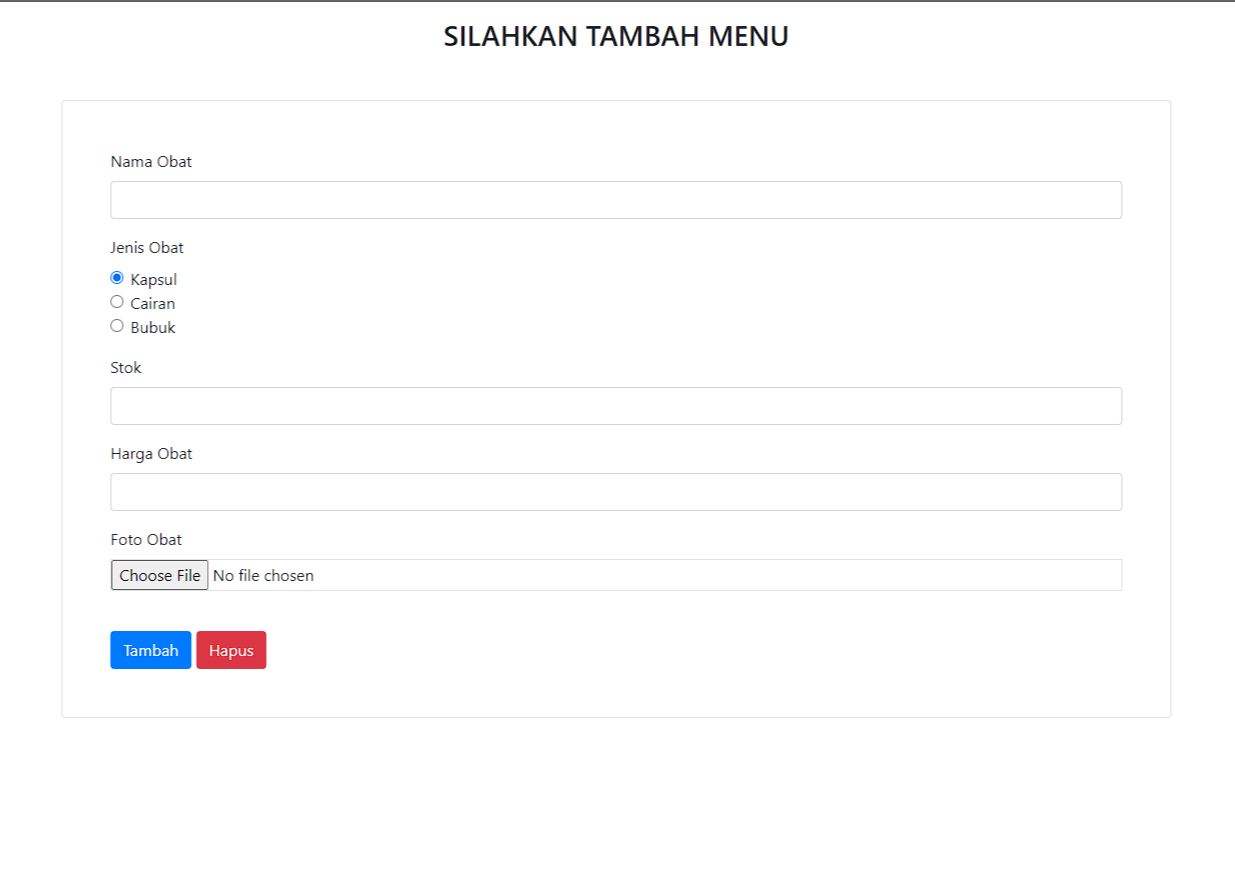 SILAHKAN TAMBAH MENU
Nama Obat
Jenis Obat
Kapsul
Cairan
Bubuk
Stok
Harga Obat
Foto Obat
Choose File No file chosen
Tambah Hapus